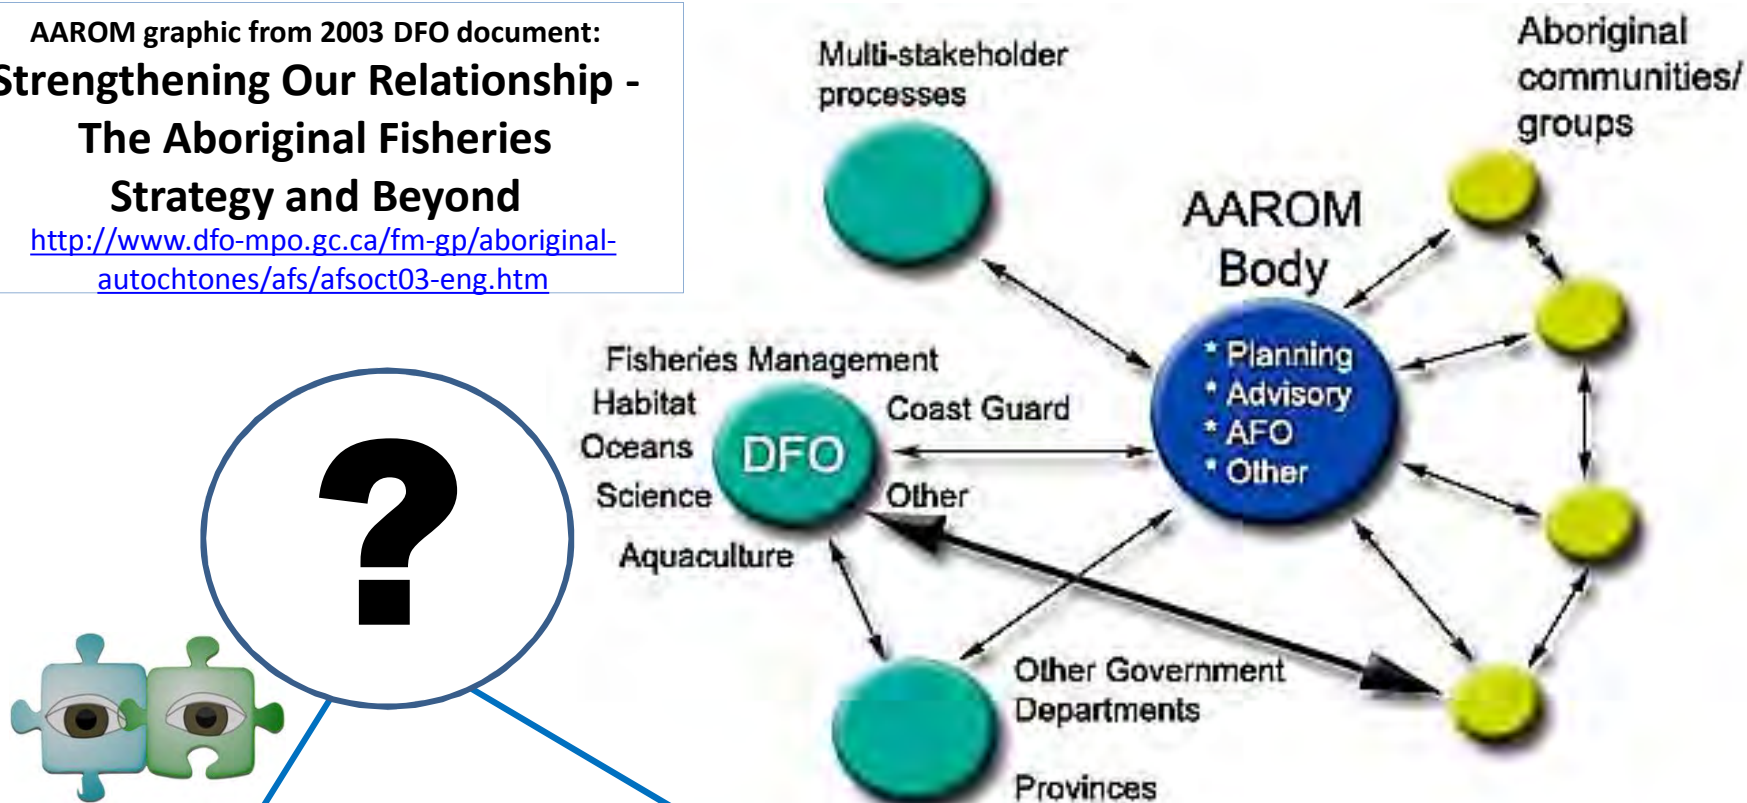 AAROM graphic from 2003 DFO document:
Strengthening Our Relationship -
The Aboriginal Fisheries
Strategy and Beyond
http://www.dfo-mpo.gc.ca/fm-gp/aboriginal-
autochtones/afs/afsoct03-eng.htm
Multi-stakeholder
processes
Aboriginal
communities/
groups
AAROM
Body
* Planning
* Advisory
* AFO
* Other
Fisheries Management
Habitat
Coast Guard
Oceans
DFO
Science
Other
Aquaculture
?
Other Government
Departments
Provinces